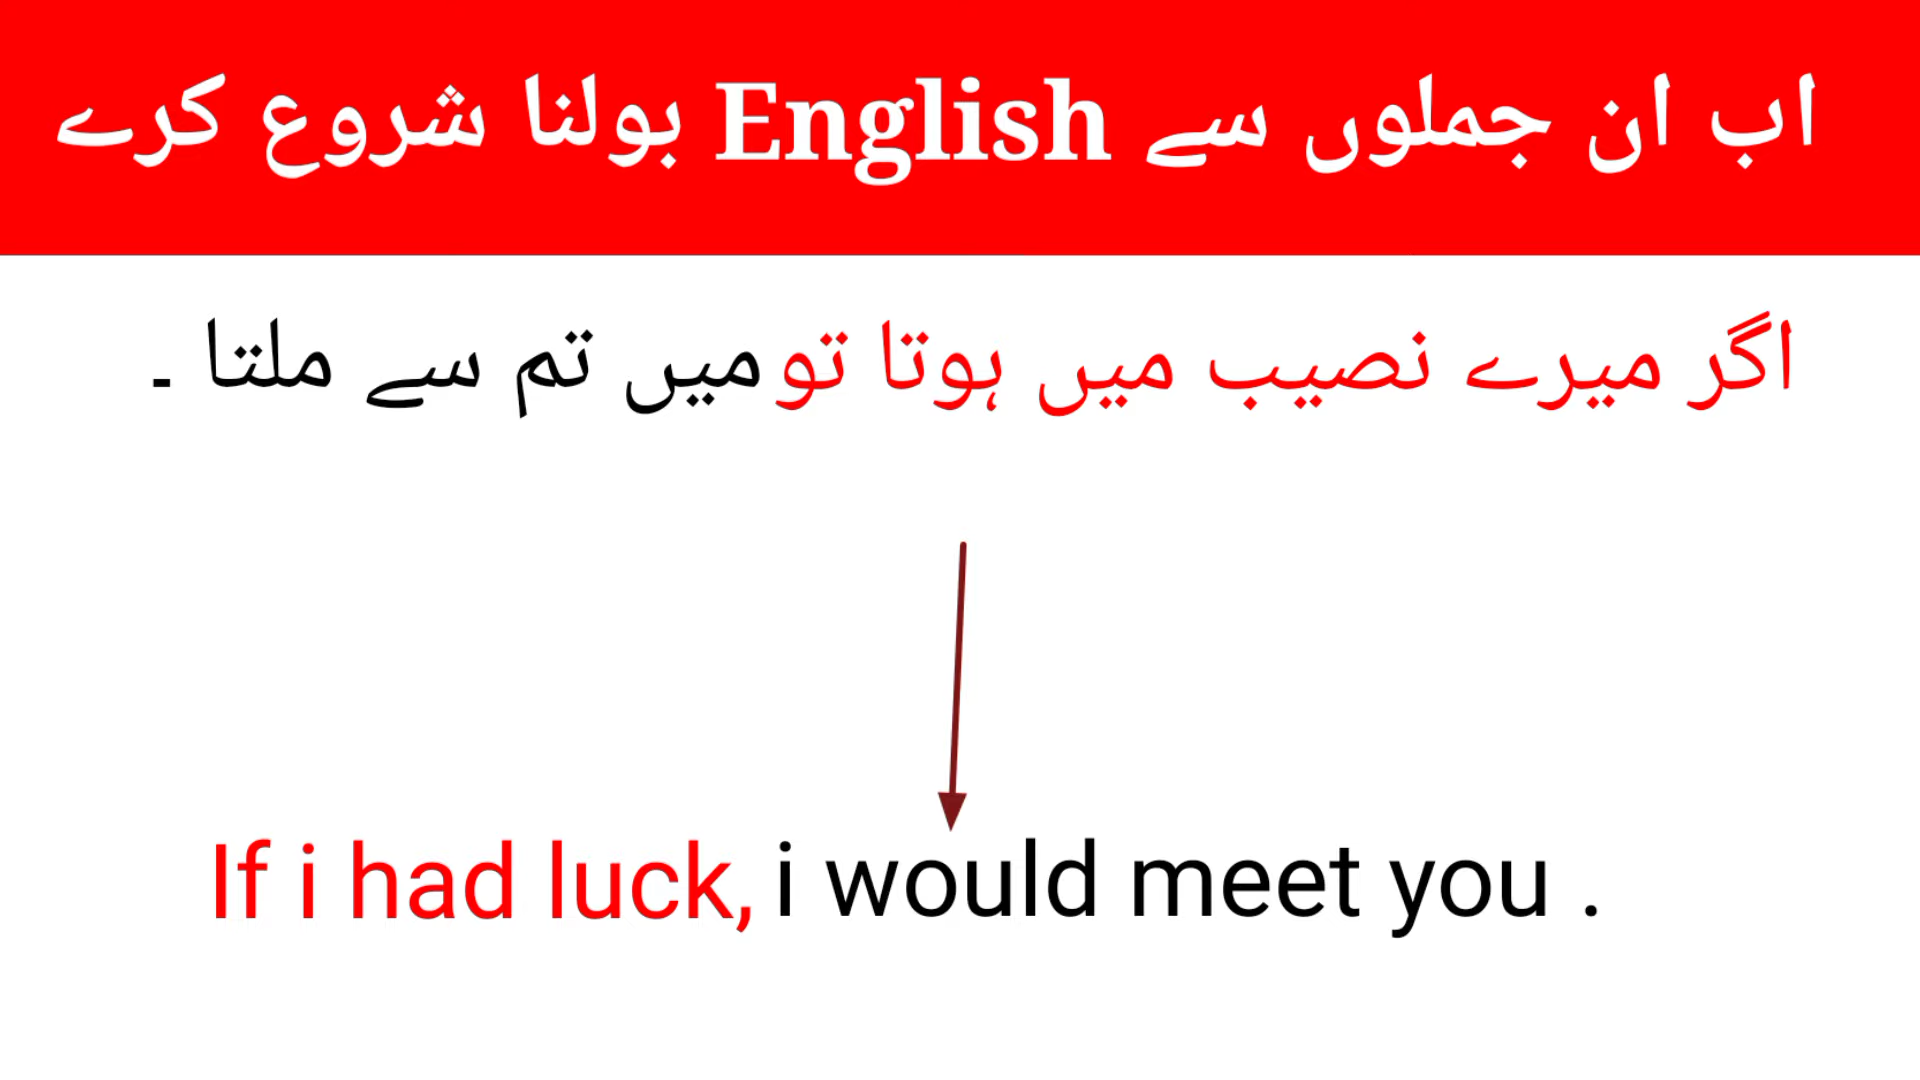 اب ان جملوں سے English بولنا شروع کرے
اگر میرے نصیب میں ہوتا تو میں تم سے ملتا ۔
If i had luck, i would meet you .